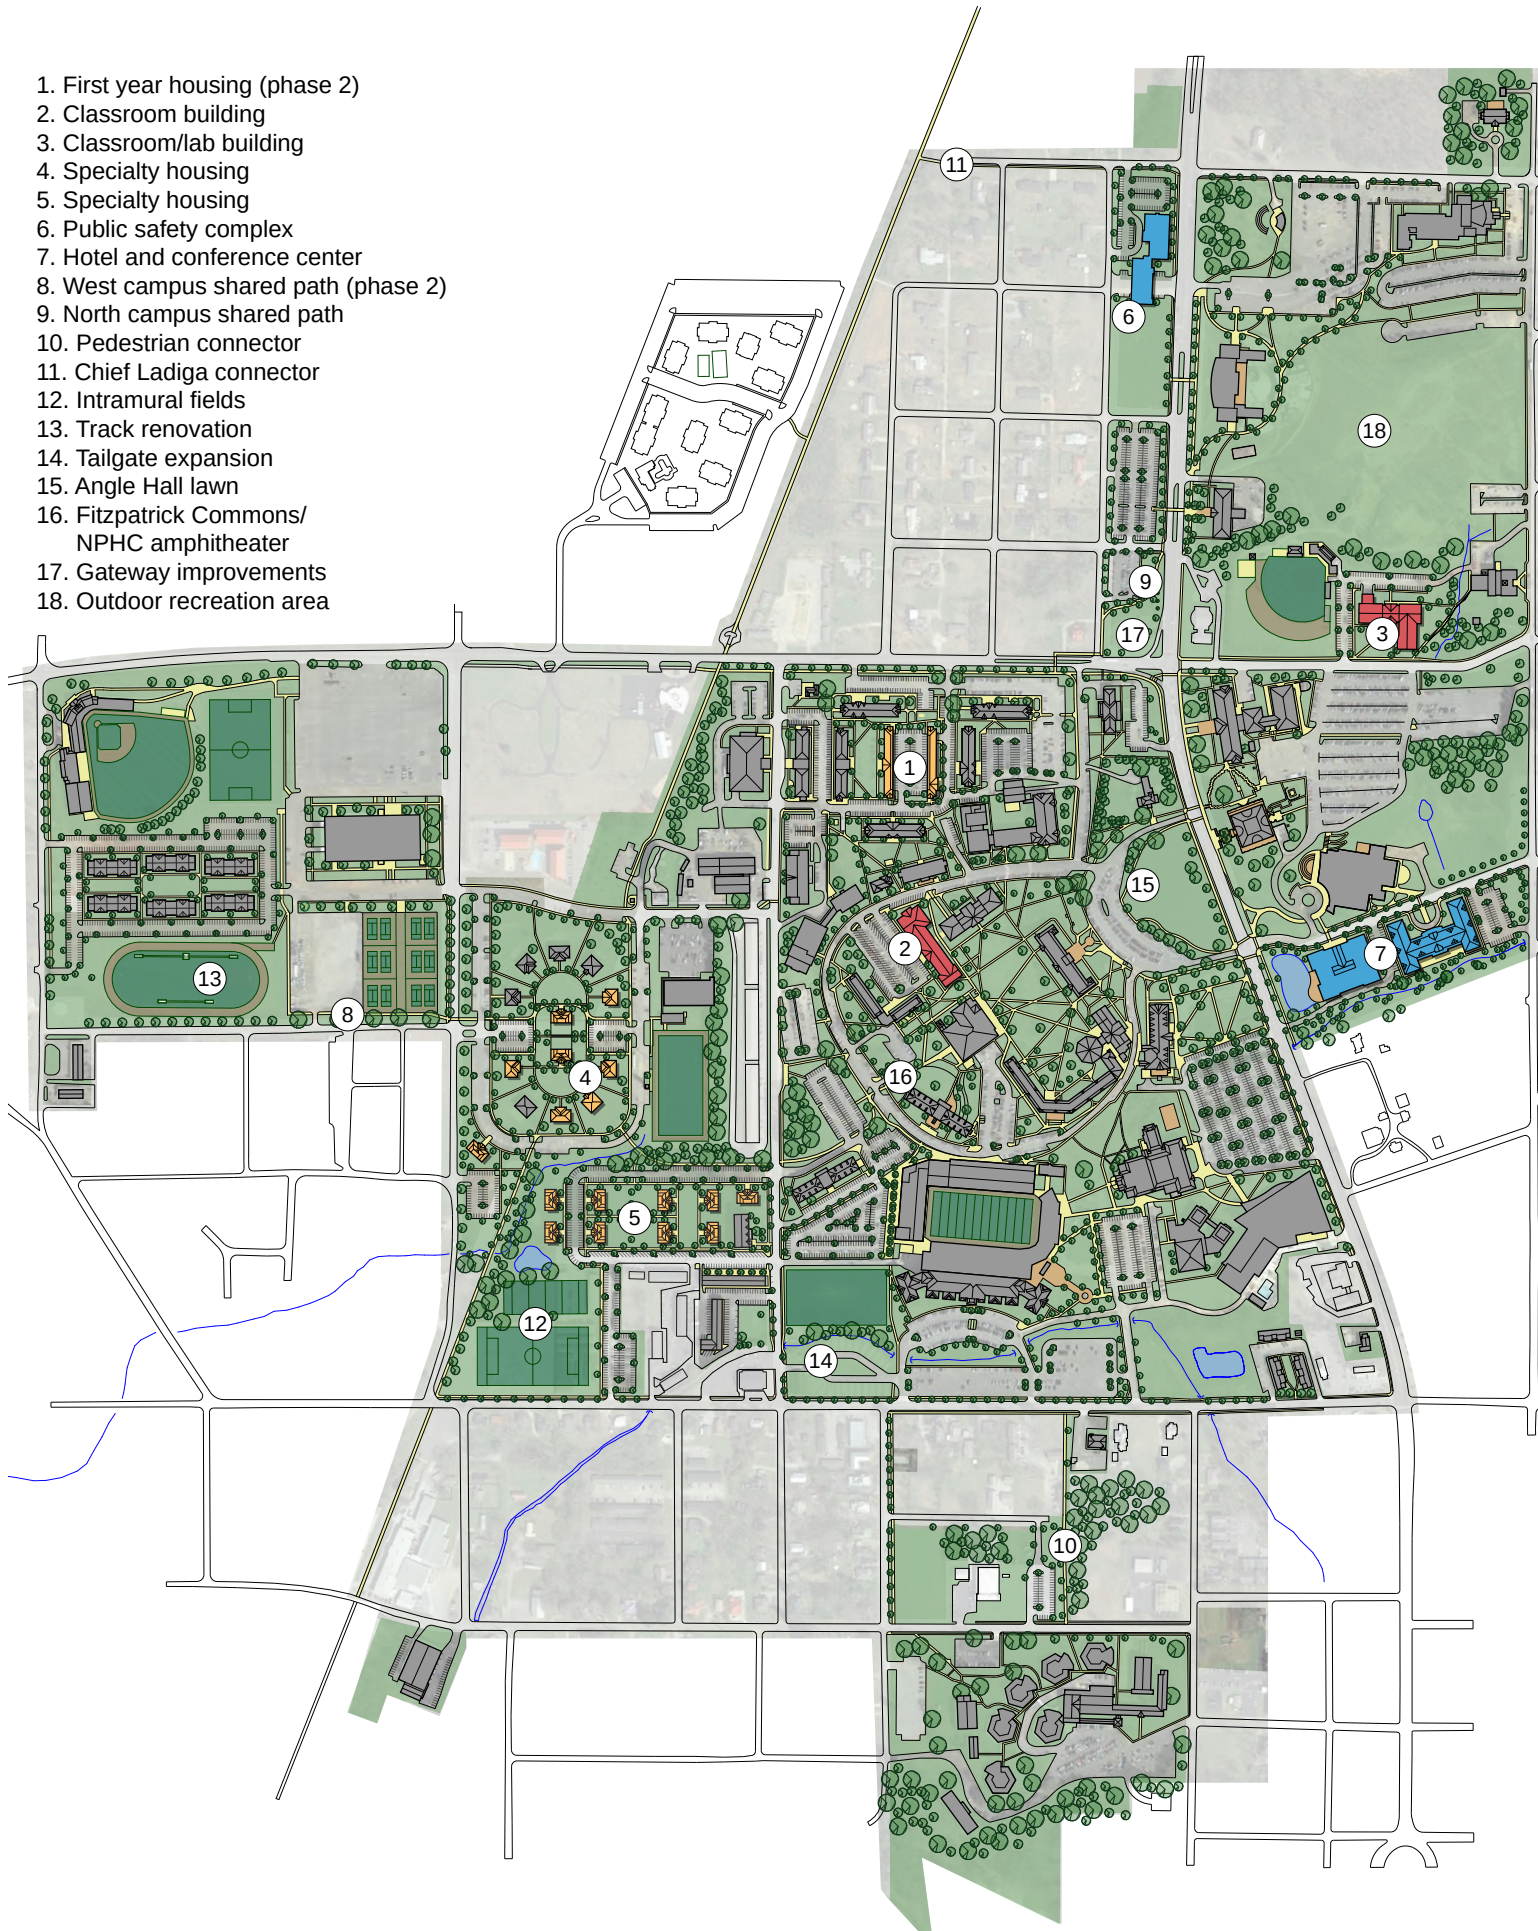 1. First year housing (phase 2)
2. Classroom building
3. Classroom/lab building
4. Specialty housing
5. Specialty housing
6. Public safety complex
7. Hotel and conference center
8. West campus shared path (phase 2)
9. North campus shared path
10. Pedestrian connector
11. Chief Ladiga connector
12. Intramural fields
13. Track renovation
14. Tailgate expansion
15. Angle Hall lawn
16. Fitzpatrick Commons/
NPHC amphitheater
17. Gateway improvements
18. Outdoor recreation area
11
6
18
9
17
3
1
15
2
7
13
8
4
16
5
12
14
10